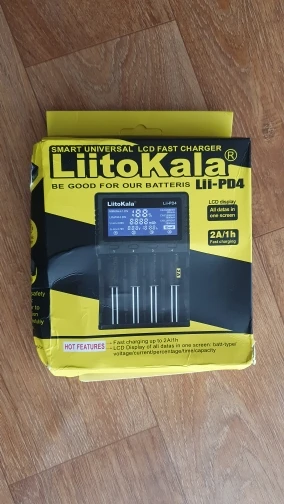 SMART UNIVERSAL LCD FAST CHARGER
LiitoKala®
BE GOOD FOR OUR BATTERIS
Lii-PD4
LCD display
All datas in
one screen
2A/1h
Fast charging
LiitoKala
Lii-PD4
safety
HOT FEATURES
- Fast charging up to 2A/1h
- LCD Display of all datas in one screen: batt-type/
voltage/current/percentage/time/capacity